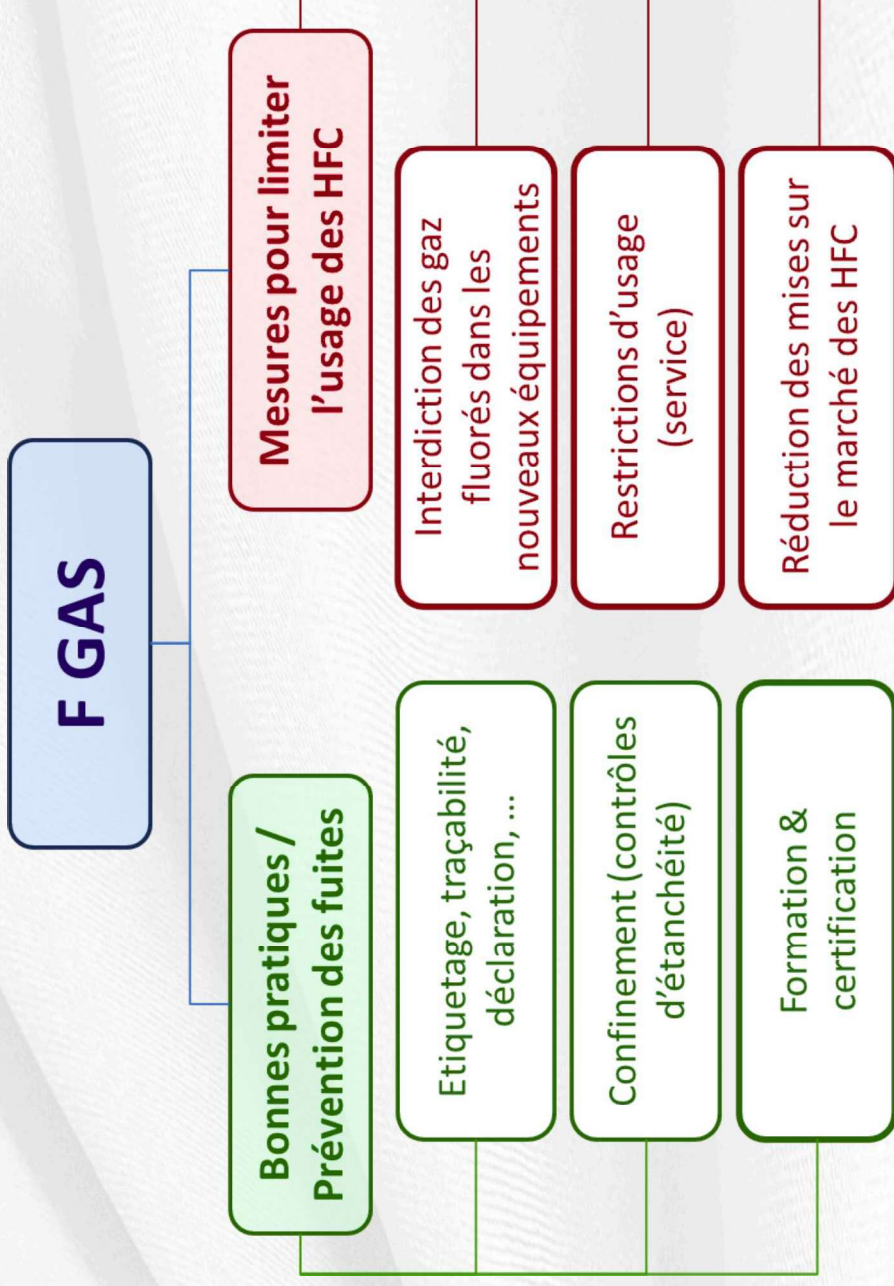 F GAS
Bonnes pratiques /
Prévention des fuites
Etiquetage, traçabilité,
déclaration, ...
Confinement (contrôles
d'étanchéité)
Formation &
certification
Mesures pour limiter
l'usage des HFC
Interdiction des gaz
fluorés dans les
nouveaux équipements
Restrictions d'usage
(service)
Réduction des mises sur
le marché des HFC